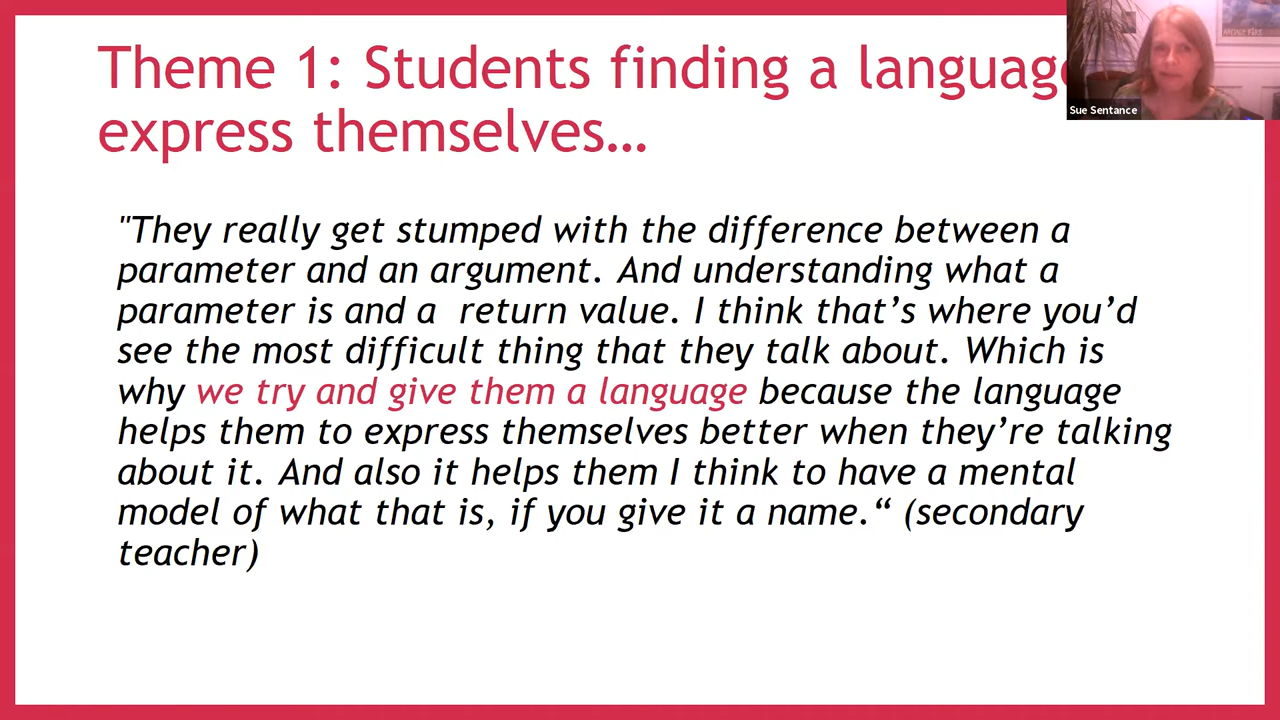 Theme 1: Students finding a language
express themselves…
Sue Sentance
"They really get stumped with the difference between a
parameter and an argument. And understanding what a
parameter is and a return value. I think that’s where you’d
see the most difficult thing that they talk about. Which is
why we try and give them a language because the language
helps them to express themselves better when they’re talking
about it. And also it helps them I think to have a mental
model of what that is, if you give it a name.“ (secondary
teacher)